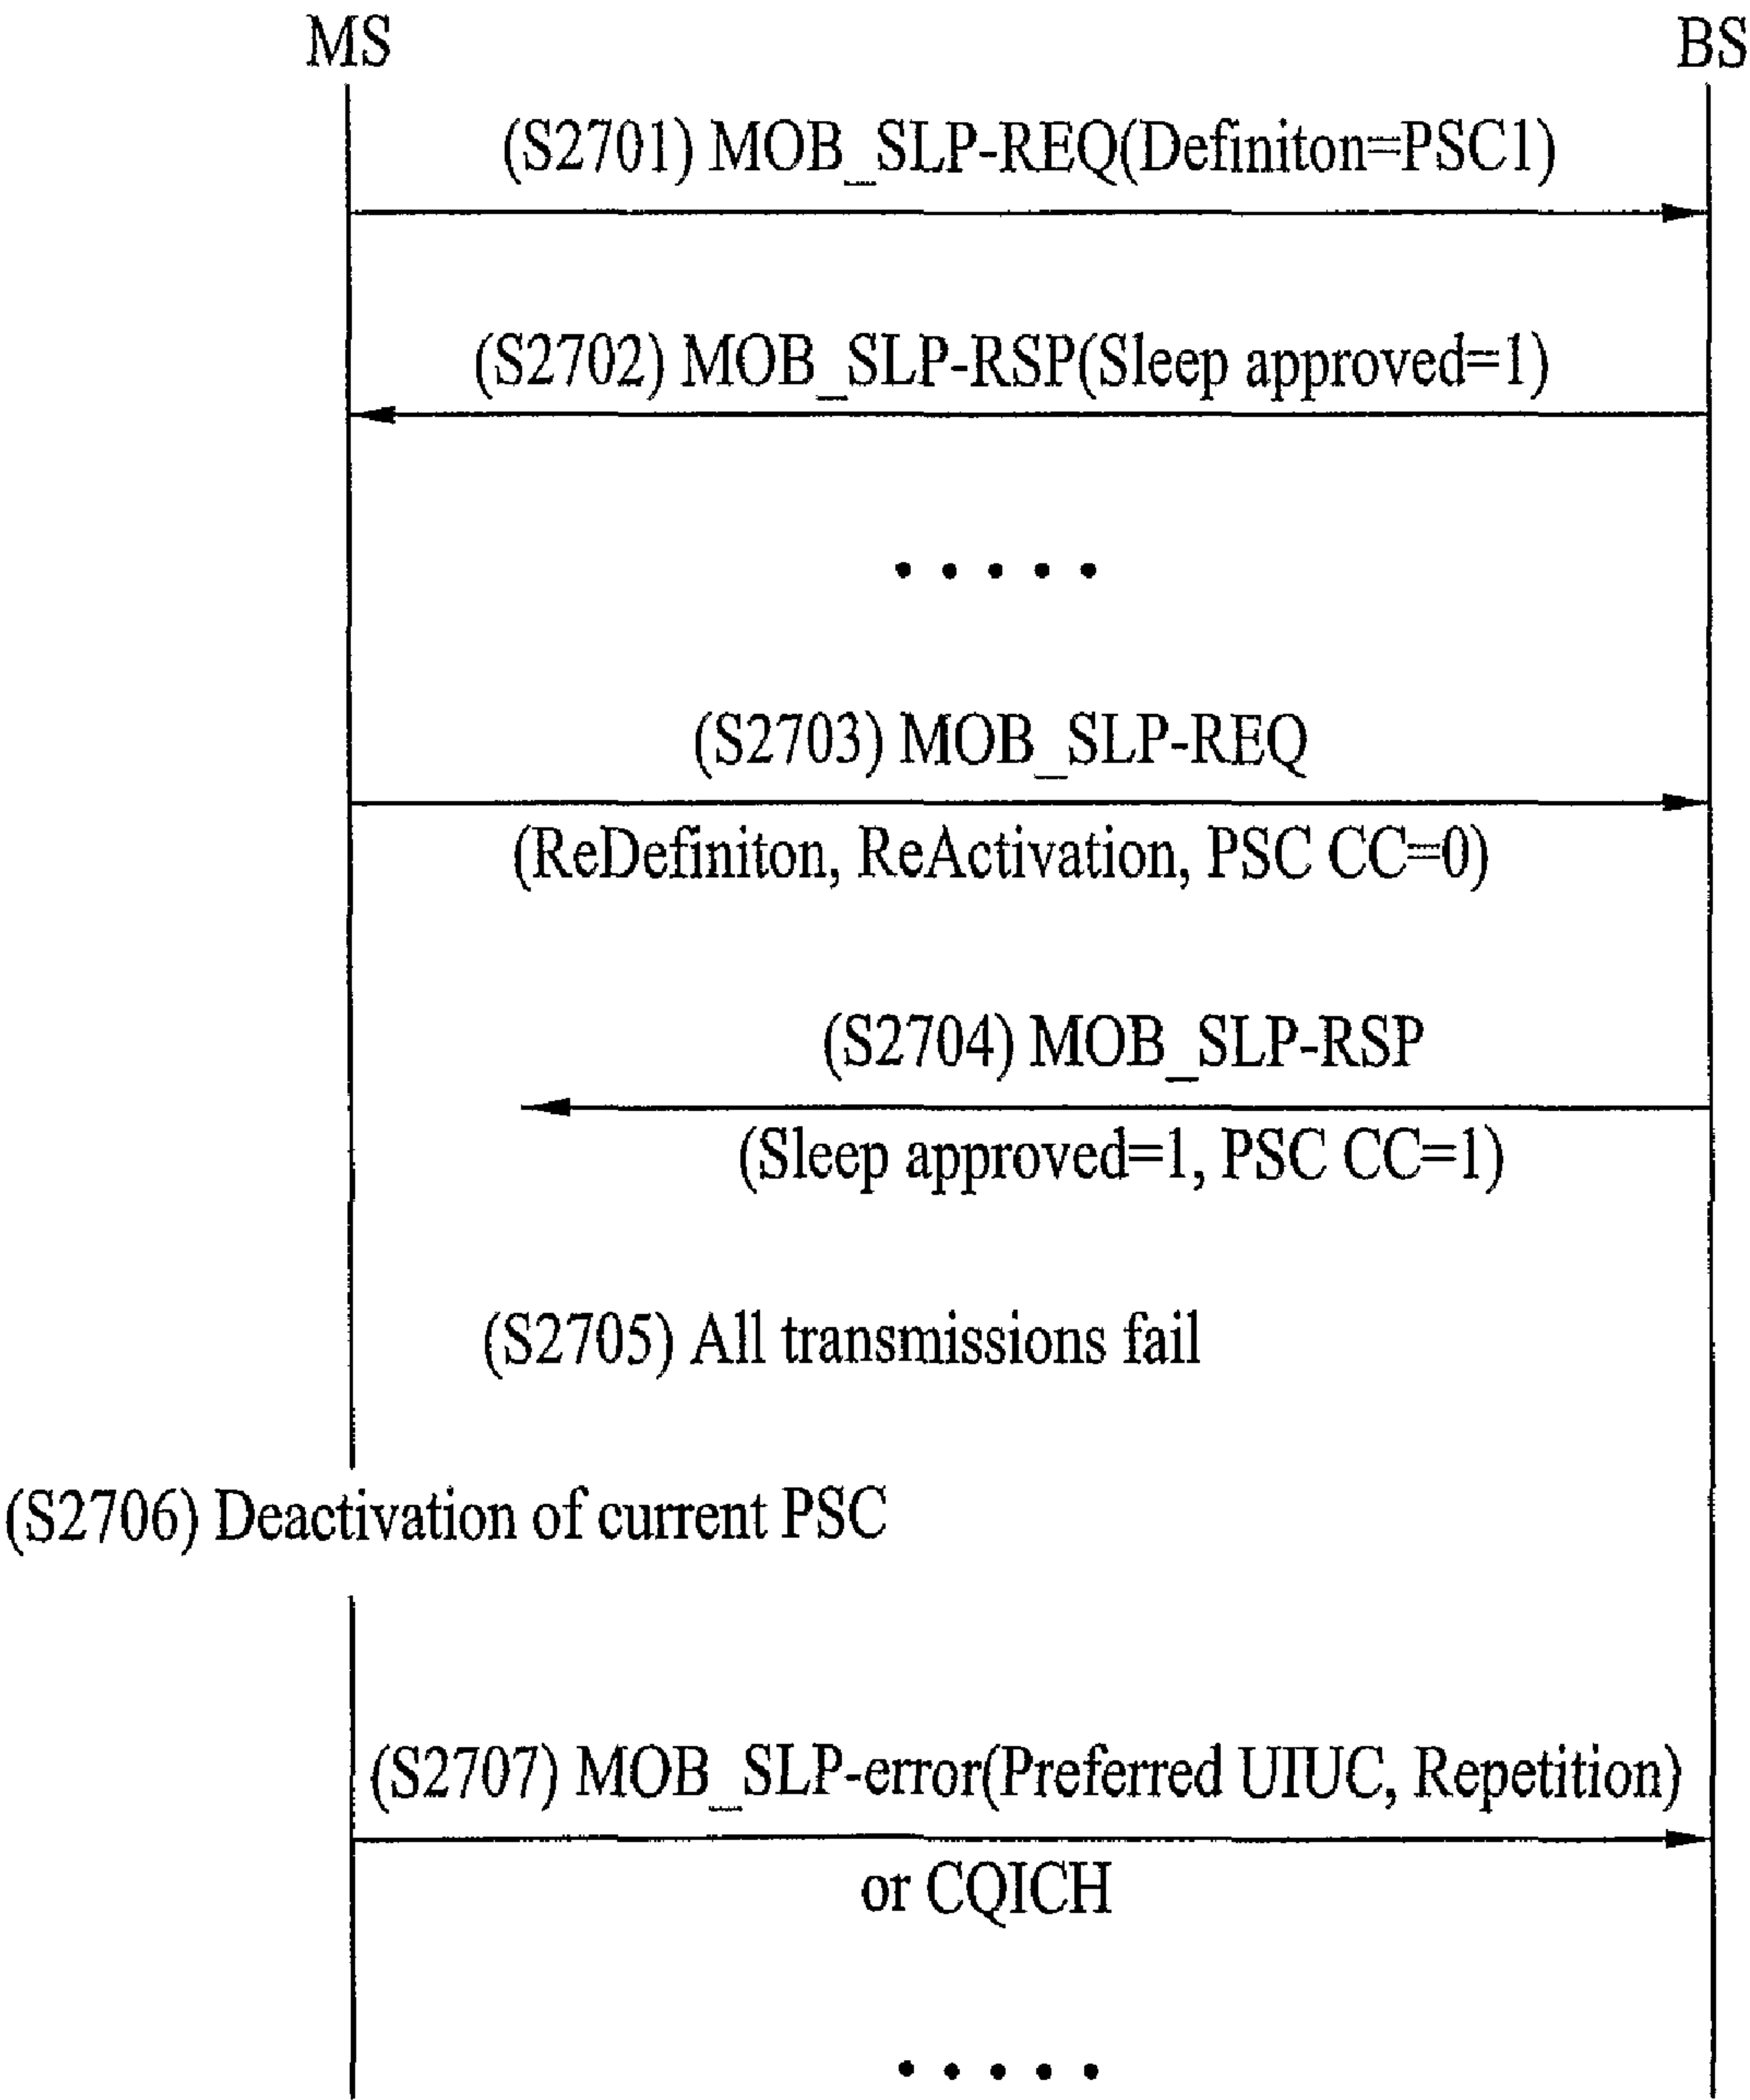 MS BS
(S2701) MOB_SLP-REQ(Definiton=PSC1)
(S2702) MOB_SLP-RSP(Sleep approved=1)
.....
(S2703) MOB_SLP-REQ
(ReDefiniton, ReActivation, PSC CC=0)
(S2704) MOB_SLP-RSP
(Sleep approved=1, PSC CC=1)
(S2705) All transmissions fail
(S2706) Deactivation of current PSC
(S2707) MOB_SLP-error(Preferred UIUC, Repetition)
or CQICH
.....